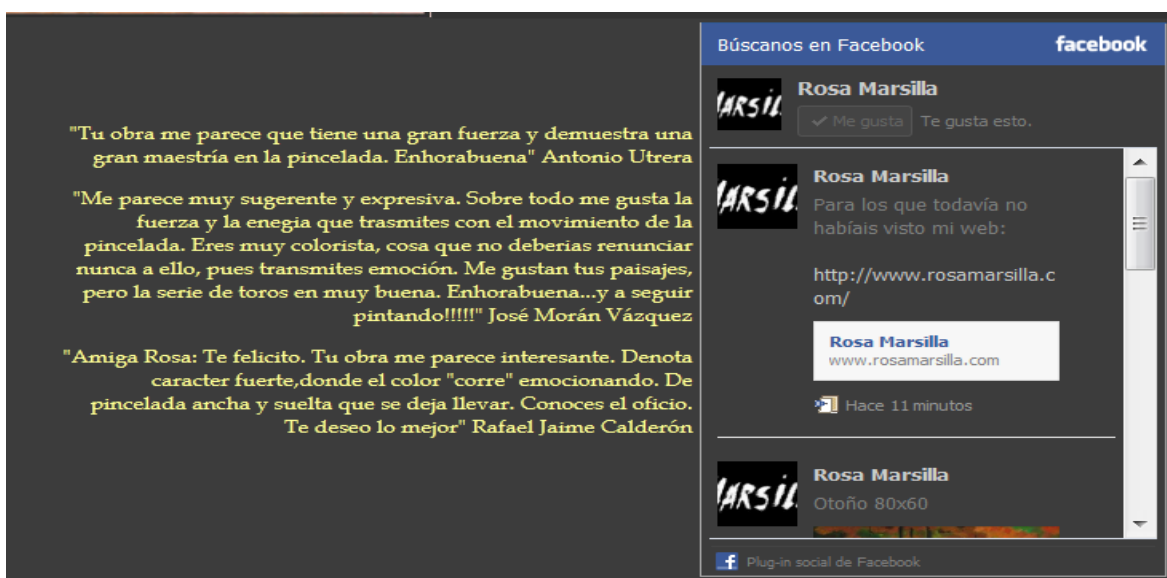 "Tu obra me parece que tiene una gran fuerza y demuestra una
gran maestría en la pincelada. Enhorabuena" Antonio Utrera
"Me parece muy sugerente y expresiva. Sobre todo me gusta la
fuerza y la enegia que trasmites con el movimiento de la
pincelada. Eres muy colorista, cosa que no deberias renunciar
nunca a ello, pues transmites emoción. Me gustan tus paisajes,
pero la serie de toros en muy buena. Enhorabuena...y a seguir
pintando!!!!!" José Morán Vázquez
"Amiga Rosa: Te felicito. Tu obra me parece interesante. Denota
caracter fuerte,donde el color "corre" emocionando. De
pincelada ancha y suelta que se deja llevar. Conoces el oficio.
Te deseo lo mejor" Rafael Jaime Calderón
Búscanos en Facebook facebook
Rosa Marsilla
Me gusta Te gusta esto.
Rosa Marsilla
Para los que todavía no
habíais visto mi web:
http://www.rosamarsilla.c
om/
Rosa Marsilla
www.rosamarsilla.com
Hace 11 minutos
Rosa Marsilla
Otoño 80x60
Plug-in social de Facebook